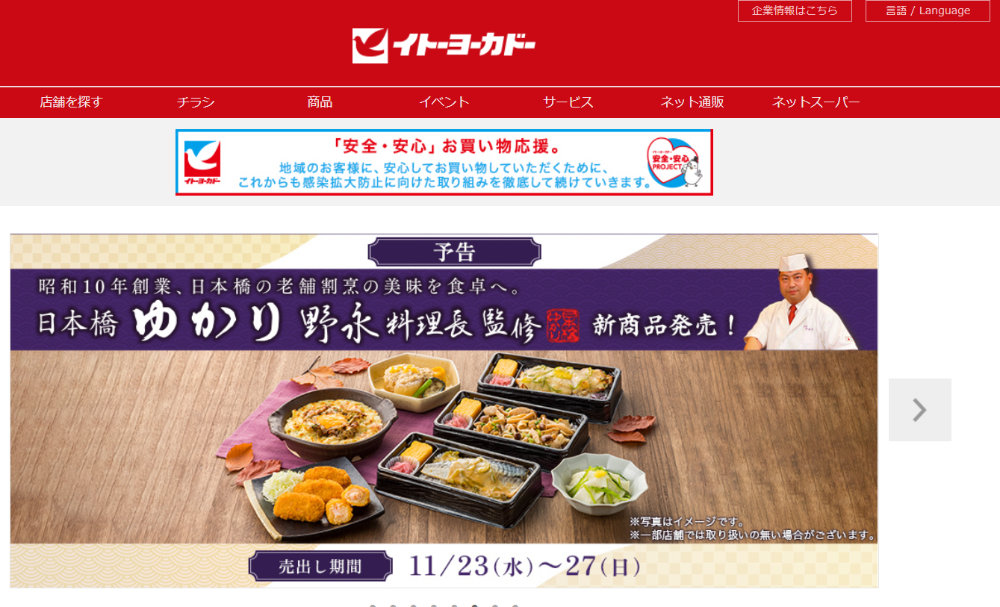 企業情報はこちら
言語 / Language
イトーヨーカドー
店舗を探す
チラシ
商品
イベント
サービス
ネット通販
ネットスーパー
イトーヨーカドー
「安全・安心」お買い物応援。
地域のお客様に、安心してお買い物していただくために、
これからも感染拡大防止に向けた取り組みを徹底して続けていきます。
イトーヨーカドー
安全・安心
PROJECT
予告
昭和10年創業、日本橋の老舗割烹の美味を食卓へ。
日本橋 ゆかり 野永料理長監修 日本橋ゆかり 新商品発売！
※写真はイメージです。
※一部店舗では取り扱いの無い場合がございます。
売出し期間 11/23(水)〜27(日)